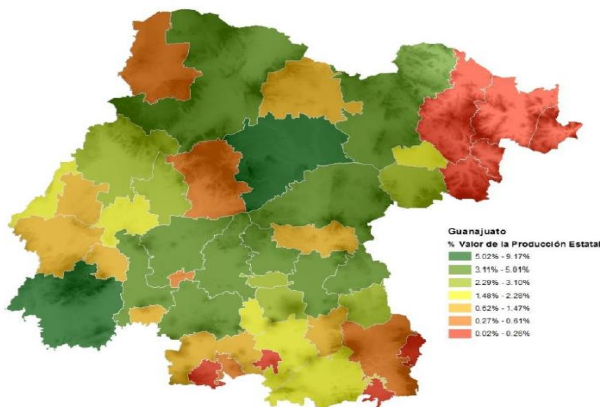 Guanajuato
% Valor de la Producción Estatal
5.02% - 9.17%
3.11% - 5.01%
2.29% - 3.10%
1.48% - 2.28%
0.62% - 1.47%
0.27% - 0.61%
0.02% - 0.26%